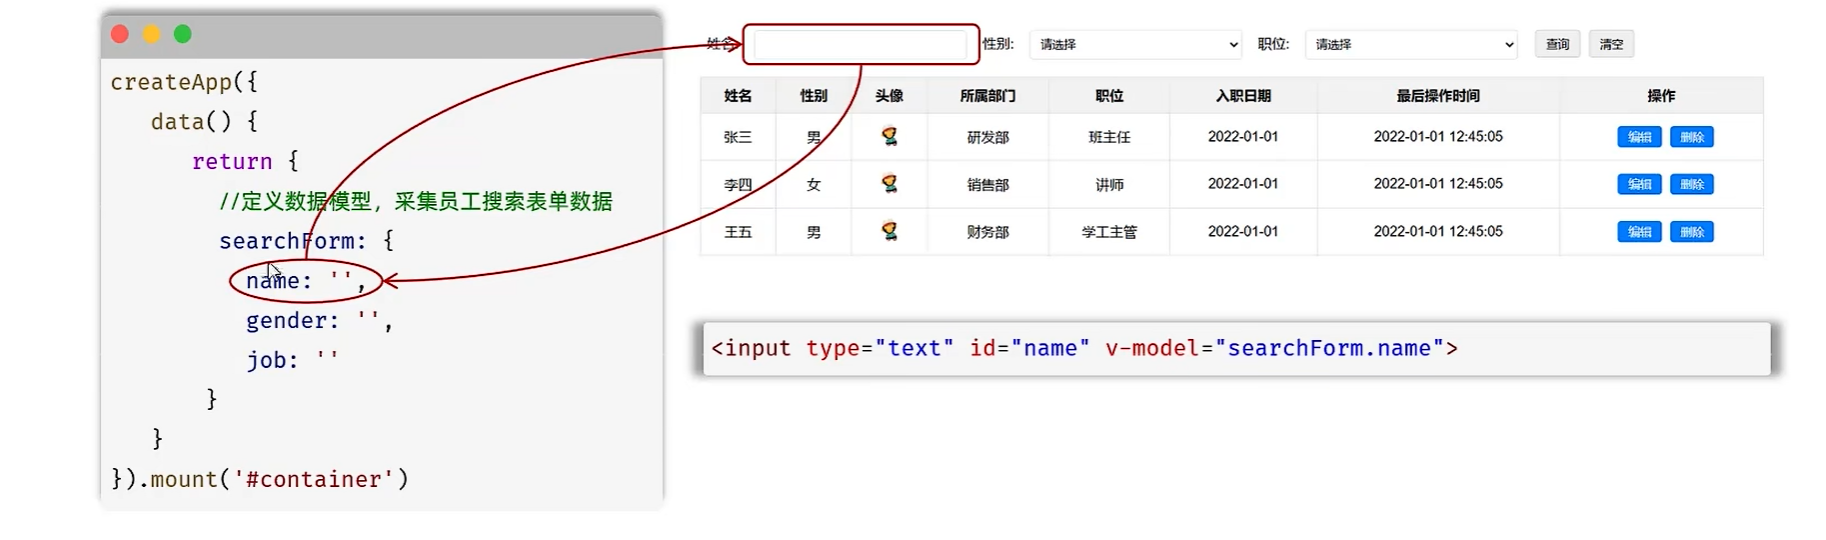 createApp({
data() {
return {
//定义数据模型，采集员工搜索表单数据
searchForm: {
name: '',
gender: '',
job: ''
}
}
}).mount('#container')
姓名: 性别: 请选择 职位: 请选择 查询 清空
姓名 性别 头像 所属部门 职位 入职日期 最后操作时间 操作
张三 男 研发部 班主任 2022-01-01 2022-01-01 12:45:05 编辑 删除
李四 女 销售部 讲师 2022-01-01 2022-01-01 12:45:05 编辑 删除
王五 男 财务部 学工主管 2022-01-01 2022-01-01 12:45:05 编辑 删除
<input type="text" id="name" v-model="searchForm.name">